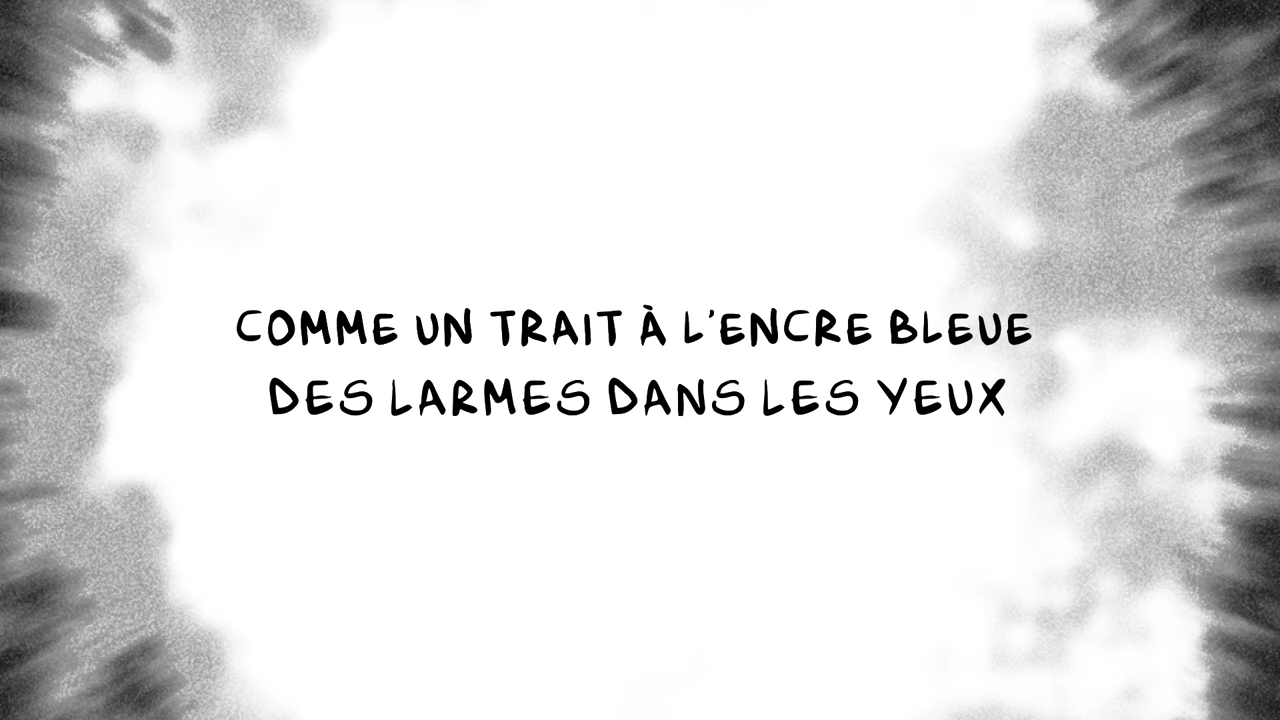 COMME UN TRAIT À L'ENCRE BLEUE
DES LARMES DANS LES YEUX